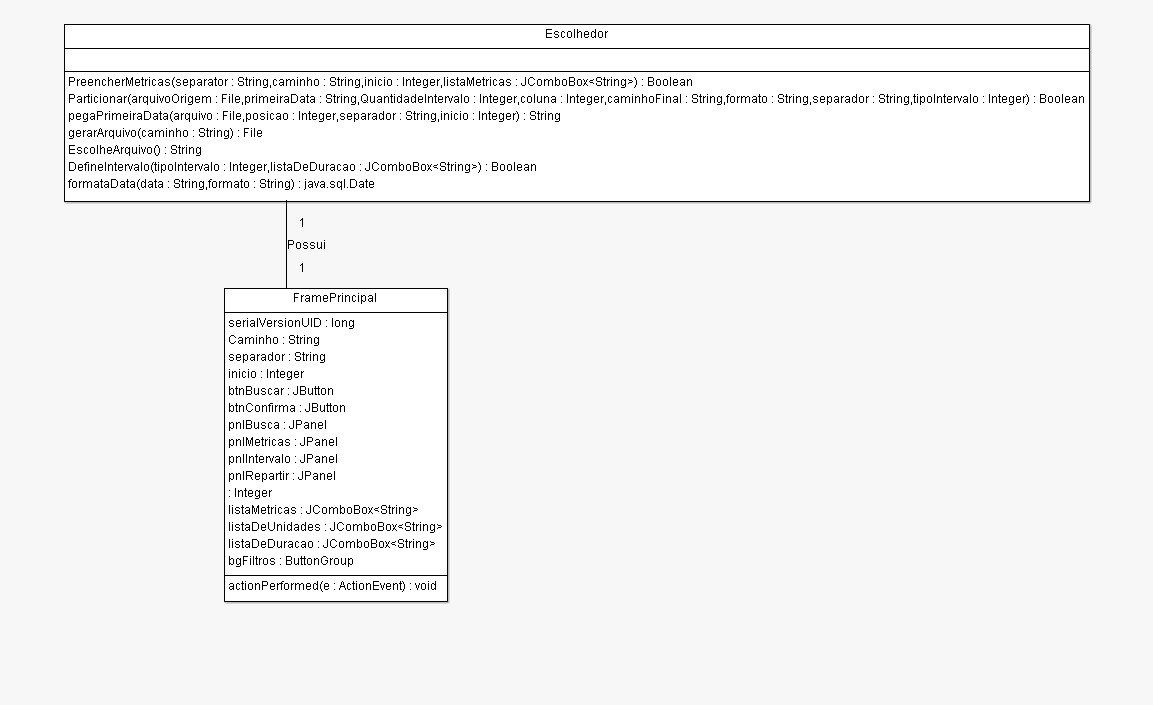 Escolhedor
PreencherMetricas(separator : String,caminho : String,inicio : Integer,listaMetricas : JComboBox<String>) : Boolean
Particionar(arquivoOrigem : File,primeiraData : String,QuantidadeIntervalo : Integer,coluna : Integer,caminhoFinal : String,formato : String,separador : String,tipoIntervalo : Integer) : Boolean
pegaPrimeiraData(arquivo : File,posicao : Integer,separador : String,inicio : Integer) : String
gerarArquivo(caminho : String) : File
EscolheArquivo() : String
DefineIntervalo(tipoIntervalo : Integer,listaDeDuracao : JComboBox<String>) : Boolean
formataData(data : String,formato : String) : java.sql.Date
1
Possui
1
FramePrincipal
serialVersionUID : long
Caminho : String
separador : String
inicio : Integer
btnBuscar : JButton
btnConfirma : JButton
pnlBusca : JPanel
pnlMetricas : JPanel
pnlIntervalo : JPanel
pnlRepartir : JPanel
: Integer
listaMetricas : JComboBox<String>
listaDeUnidades : JComboBox<String>
listaDeDuracao : JComboBox<String>
bgFiltros : ButtonGroup
actionPerformed(e : ActionEvent) : void